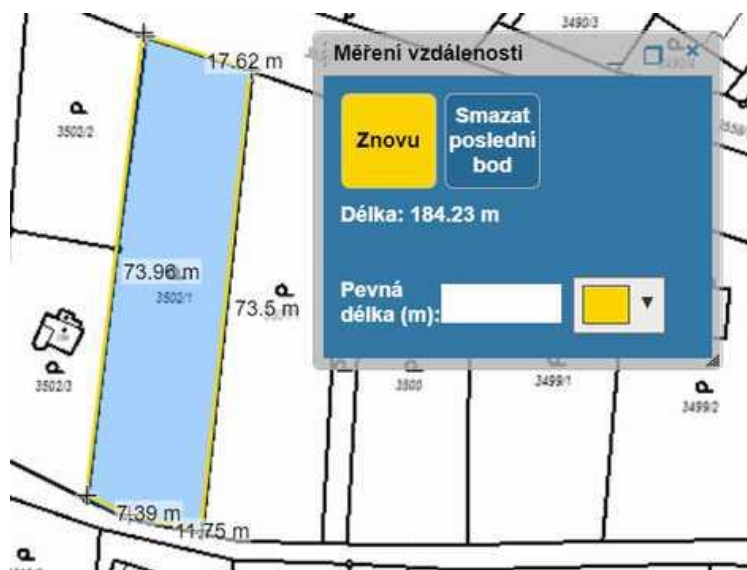 3490/3
17.62 m
Měření vzdálenosti
3502/2
Znovu
Smazat
poslední
bod
Délka: 184.23 m
73.96 m
3502/1
73.5 m
Pevná
délka (m):
3502/3
3500
3499/1
3499/2
7.39 m
11.75 m